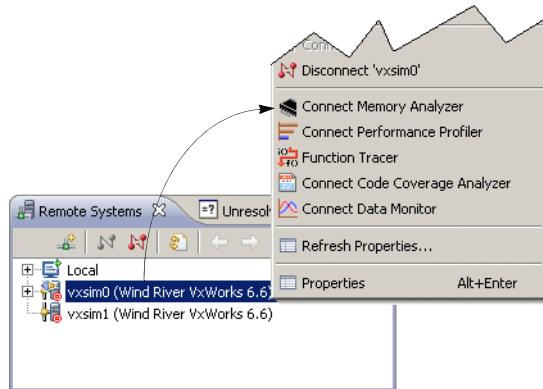 Disconnect 'vxsim0'
Connect Memory Analyzer
Connect Performance Profiler
Function Tracer
Connect Code Coverage Analyzer
Connect Data Monitor
Refresh Properties...
Properties Alt+Enter
Remote Systems
Local
vxsim0 (Wind River VxWorks 6.6)
vxsim1 (Wind River VxWorks 6.6)